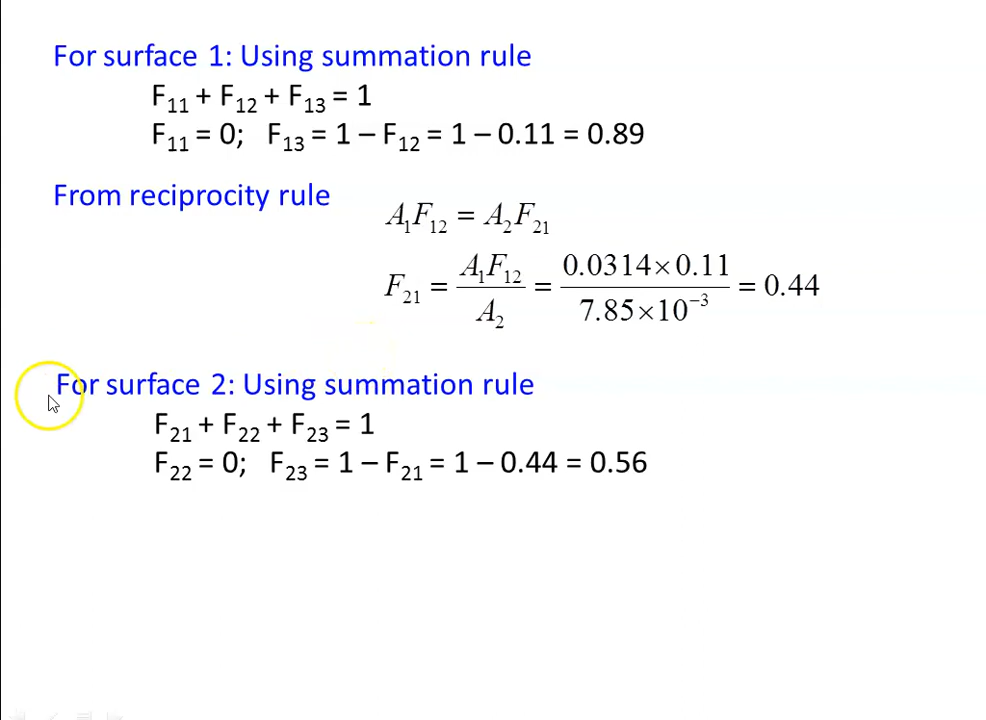 For surface 1: Using summation rule
F₁₁ + F₁₂ + F₁₃ = 1
F₁₁ = 0; F₁₃ = 1 – F₁₂ = 1 – 0.11 = 0.89
From reciprocity rule
A₁F₁₂ = A₂F₂₁
F₂₁ = A₁F₁₂ / A₂ = 0.0314×0.11 / 7.85×10⁻³ = 0.44
For surface 2: Using summation rule
F₂₁ + F₂₂ + F₂₃ = 1
F₂₂ = 0; F₂₃ = 1 – F₂₁ = 1 – 0.44 = 0.56